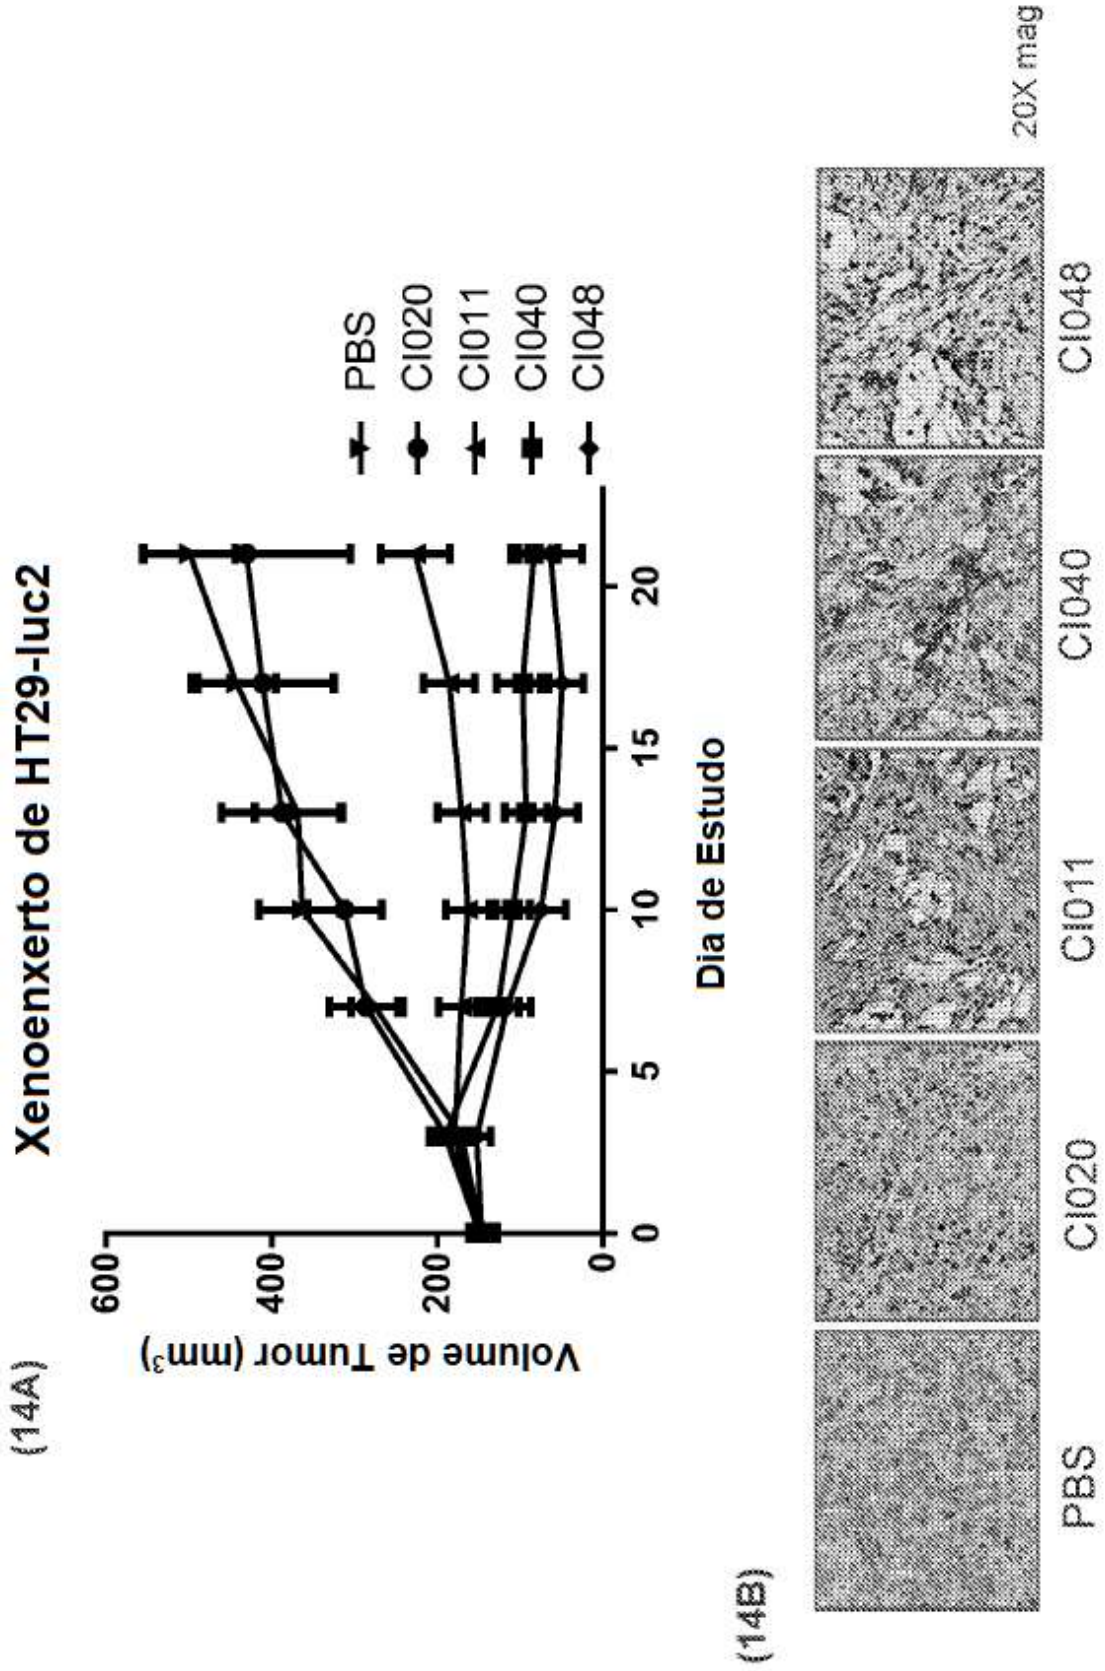 (14A)
Xenoenxerto de HT29-luc2
Volume de Tumor (mm³)
600
400
200
0
0
5
10
15
20
Dia de Estudo
PBS
CI020
CI011
CI040
CI048
(14B)
PBS
CI020
CI011
CI040
CI048
20X mag